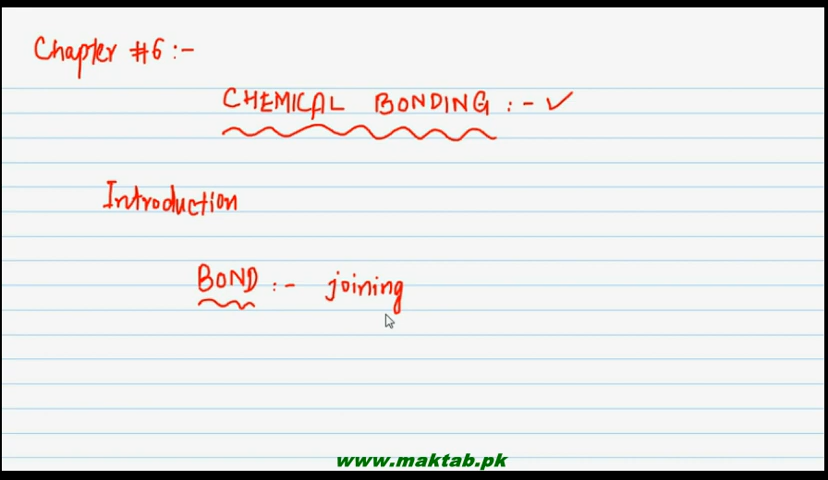 Chapter #6:-
CHEMICAL BONDING :- ✓
Introduction
BOND :- joining
www.maktab.pk